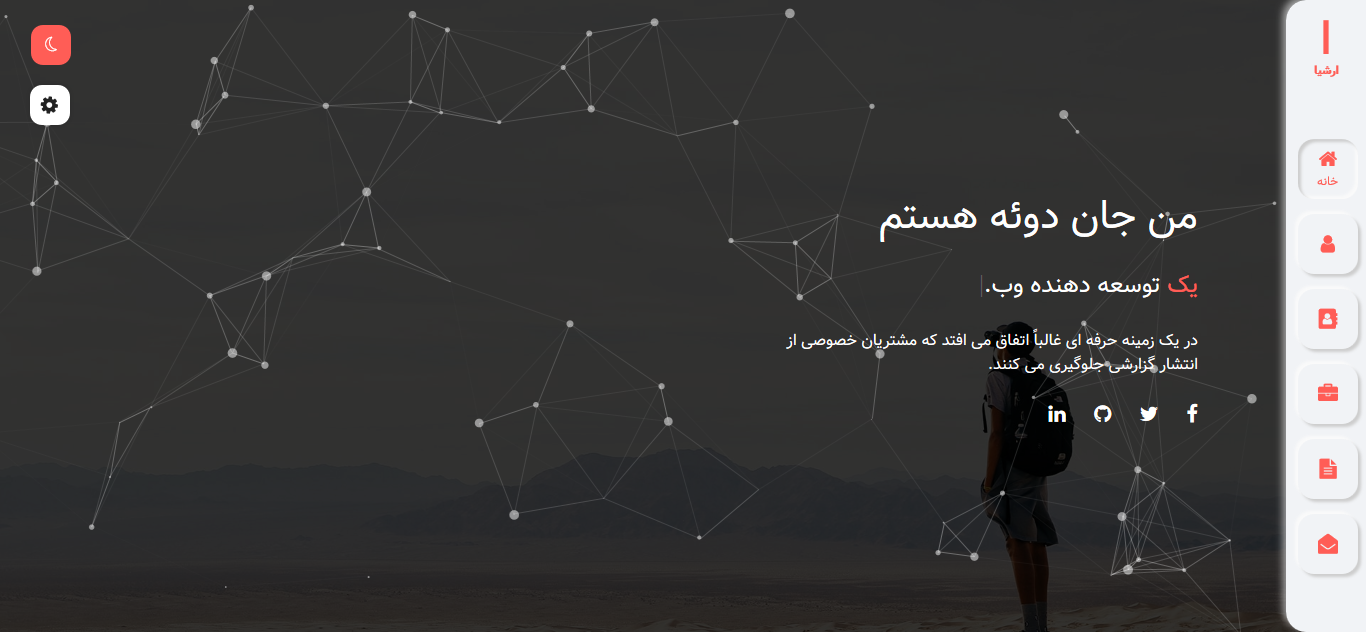 ا
ارشیا
خانه
من جان دوئه هستم
یک توسعه دهنده وب.
در یک زمینه حرفه ای غالباً اتفاق می افتد که مشتریان خصوصی از
انتشار گزارشی جلوگیری می کنند.